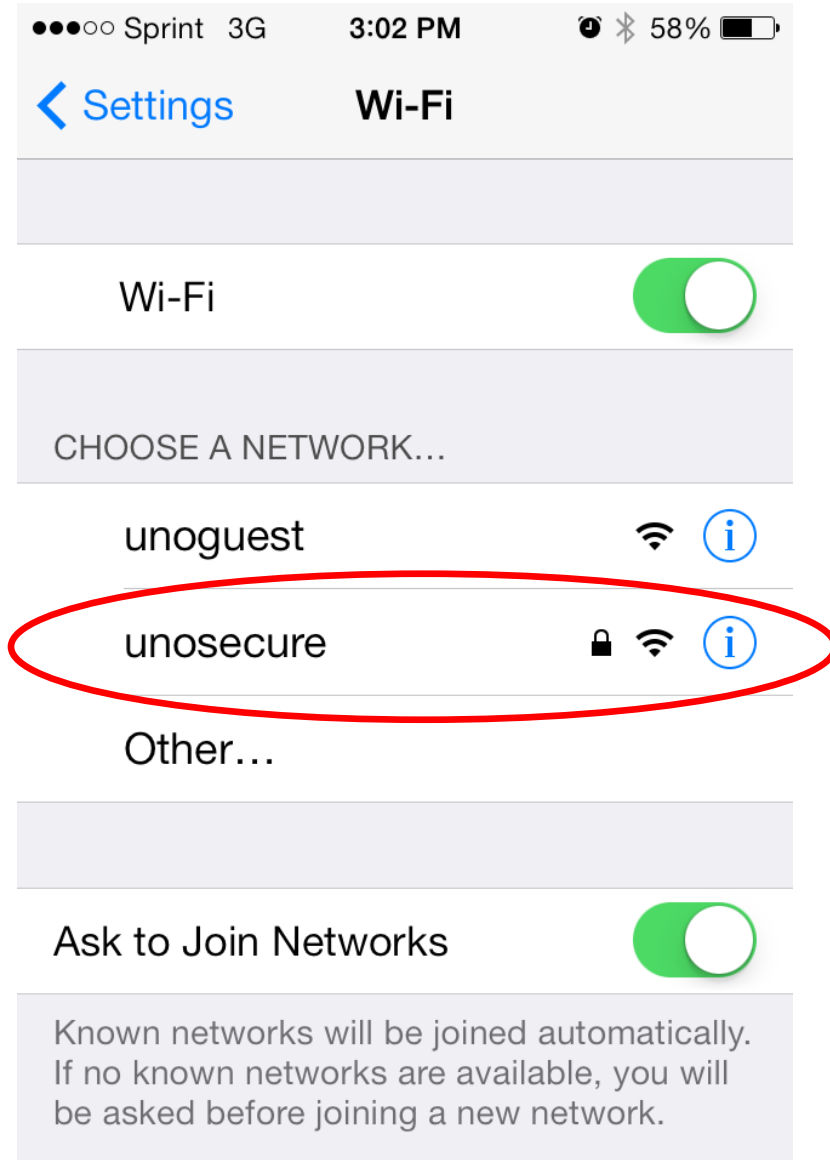 Sprint 3G 3:02 PM 58%
Settings Wi-Fi
Wi-Fi
CHOOSE A NETWORK...
unoguest
unosecure
Other...
Ask to Join Networks
Known networks will be joined automatically.
If no known networks are available, you will
be asked before joining a new network.